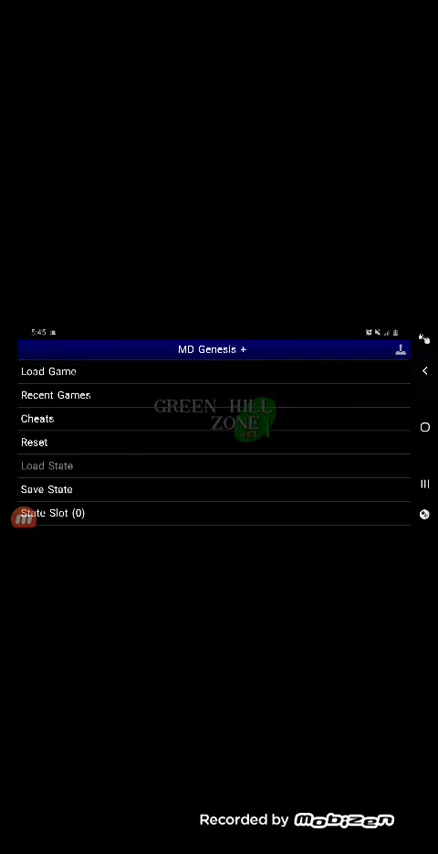 5:45
MD Genesis +
Load Game
Recent Games
GREEN HILL
ZONE
Cheats
Reset
Load State
Save State
State Slot (0)
Recorded by Mobizen